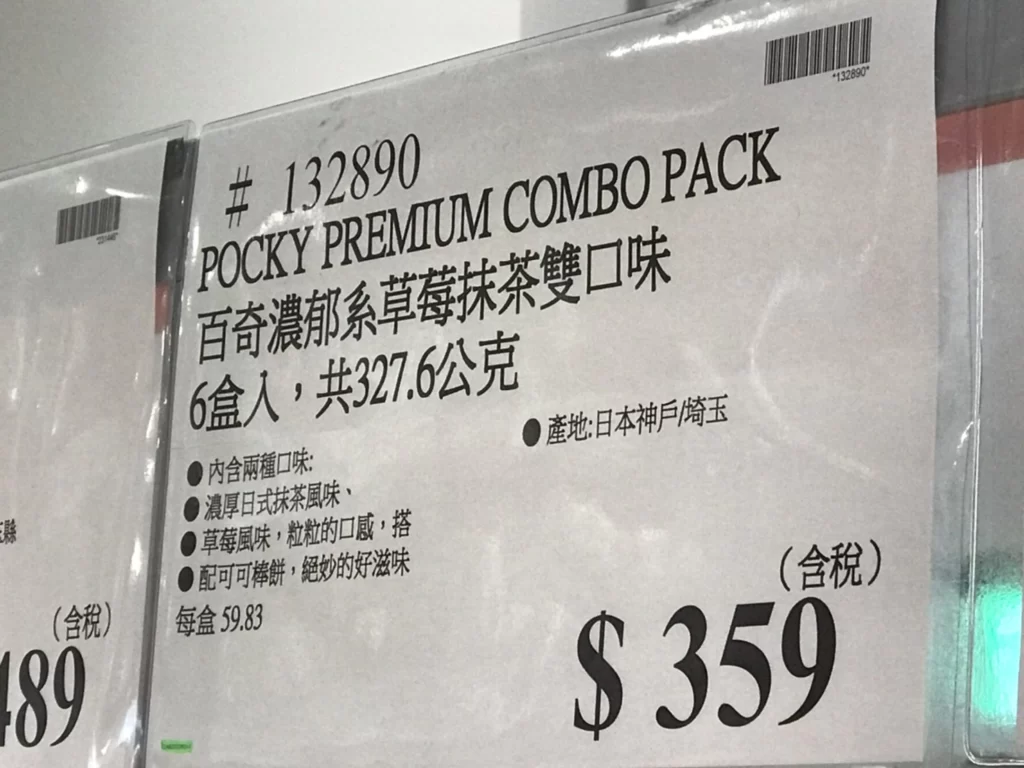 *132890*
# 132890
POCKY PREMIUM COMBO PACK
百奇濃郁系草莓抹茶雙口味
6盒入，共327.6公克
●產地:日本神戶/埼玉
●內含兩種口味:
●濃厚日式抹茶風味、
●草莓風味，粒粒的口感，搭
●配可可棒餅，絕妙的好滋味
每盒 59.83
(含稅)
$ 359
縣
(含稅)
489